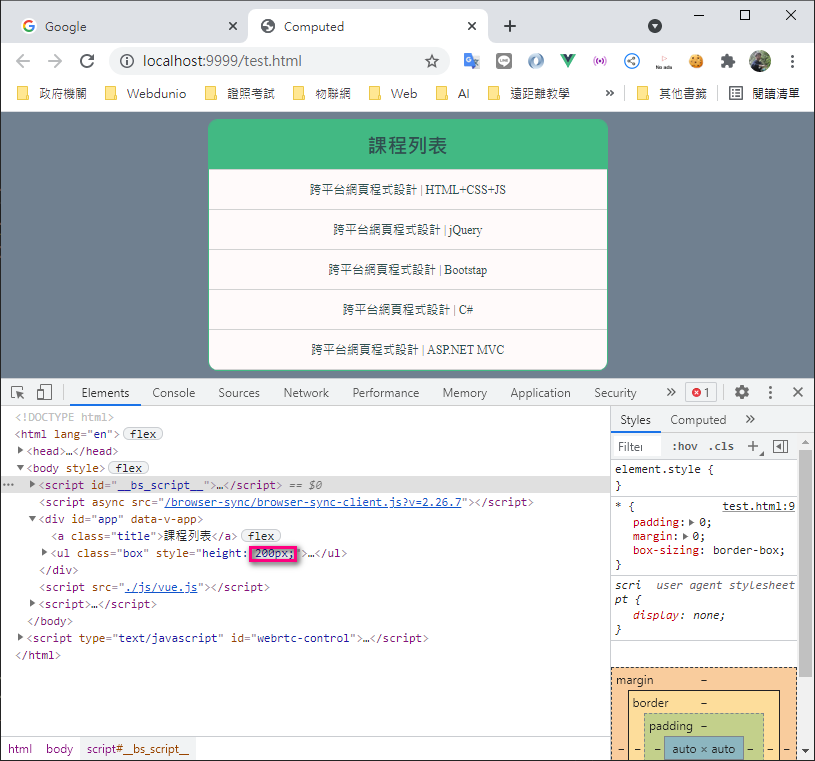 Google
Computed
localhost:9999/test.html
No ads
政府機關 Webdunio 證照考試 物聯網 Web AI 遠距離教學 » 其他書籤 閱讀清單
課程列表
跨平台網頁程式設計 | HTML+CSS+JS
跨平台網頁程式設計 | jQuery
跨平台網頁程式設計 | Bootstap
跨平台網頁程式設計 | C#
跨平台網頁程式設計 | ASP.NET MVC
Elements Console Sources Network Performance Memory Application Security » 1
<!DOCTYPE html>
<html lang="en"> flex
<head>…</head>
<body style> flex
<script id="__bs_script__">…</script> == $0
<script async src="/browser-sync/browser-sync-client.js?v=2.26.7"></script>
<div id="app" data-v-app>
<a class="title">課程列表</a> flex
<ul class="box" style="height: 200px;">…</ul>
</div>
<script src="./js/vue.js"></script>
<script>…</script>
</body>
<script type="text/javascript" id="webrtc-control">…</script>
</html>
html body script#__bs_script__
Styles Computed »
Filter :hov .cls +
element.style {
}
* { test.html:9
padding: 0;
margin: 0;
box-sizing: border-box;
}
scri user agent stylesheet
pt {
display: none;
}
margin –
border –
padding –
– – – auto × auto – – –